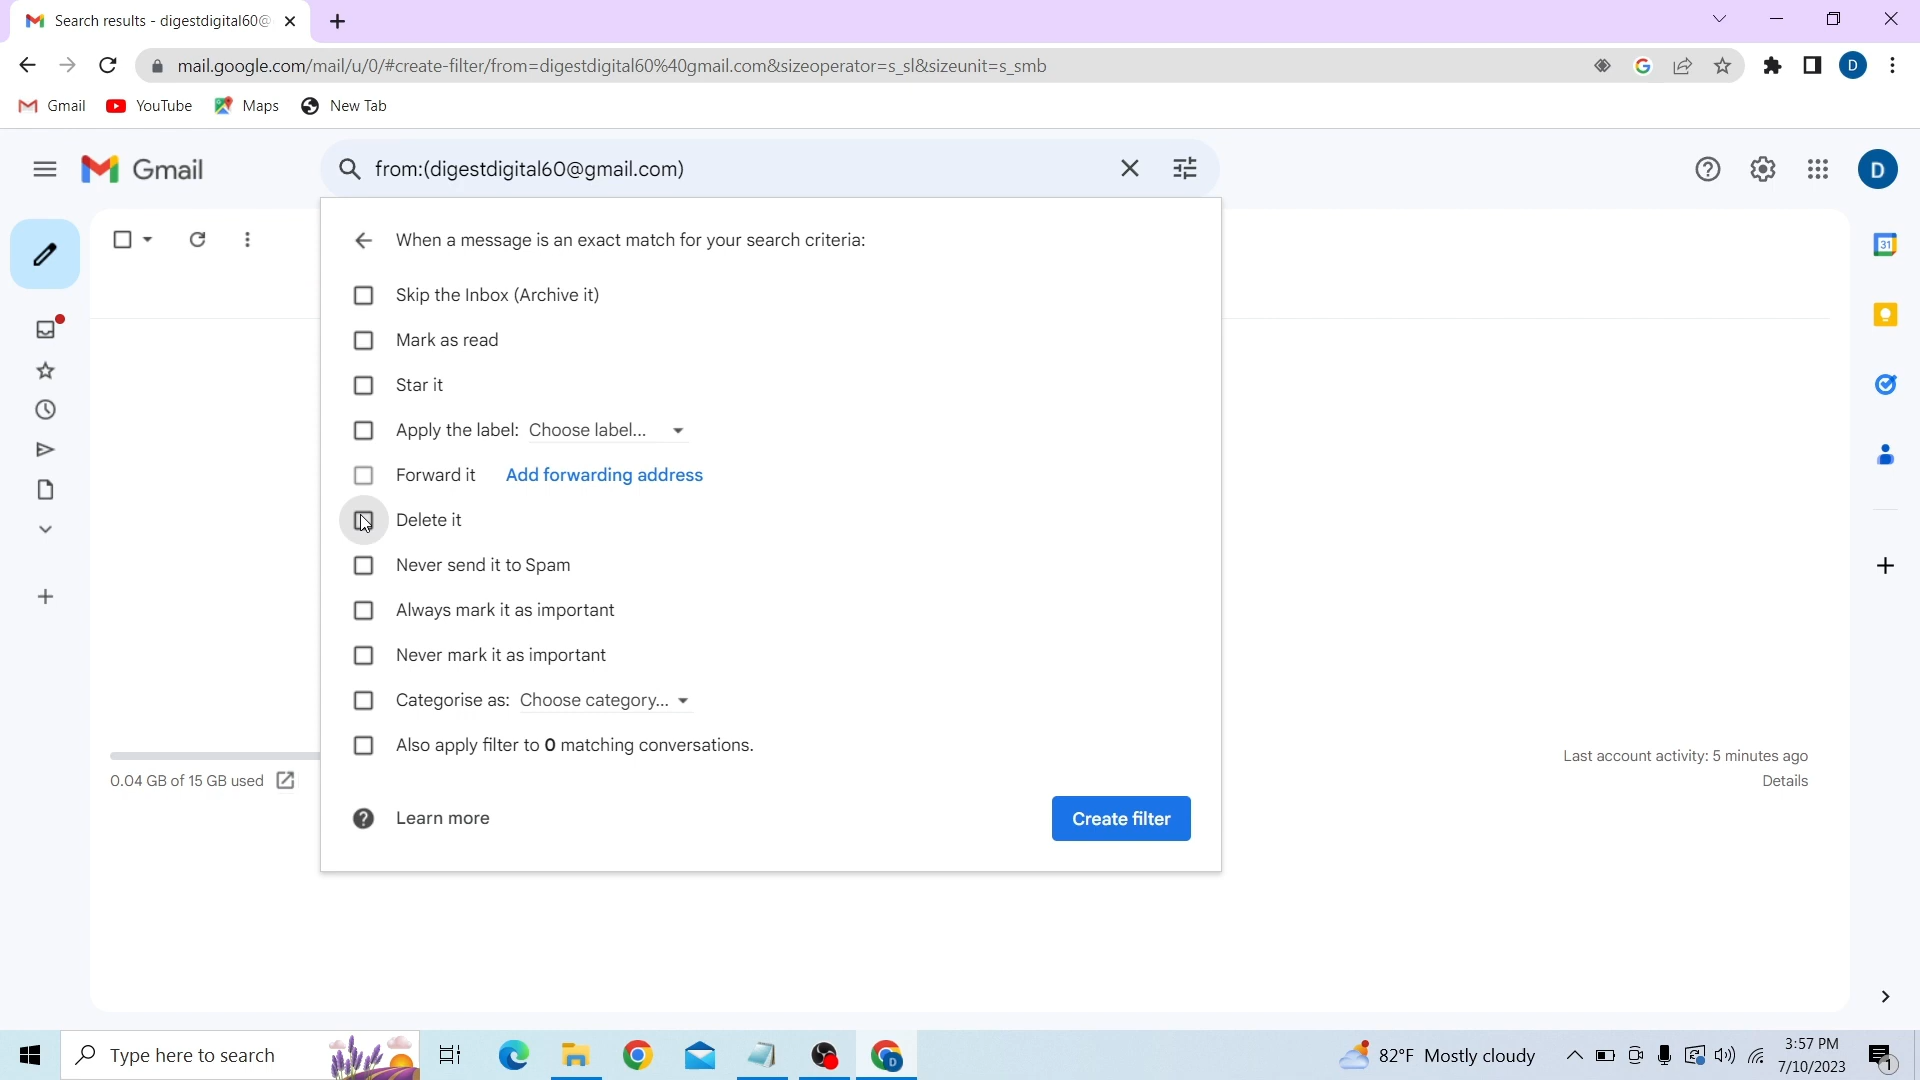 Search results - digestdigital60@
mail.google.com/mail/u/0/#create-filter/from=digestdigital60%40gmail.com&sizeoperator=s_sl&sizeunit=s_smb
D
Gmail
YouTube
Maps
New Tab
Gmail
from:(digestdigital60@gmail.com)
D
When a message is an exact match for your search criteria:
31
Skip the Inbox (Archive it)
Mark as read
Star it
Apply the label: Choose label...
Forward it Add forwarding address
Delete it
Never send it to Spam
Always mark it as important
Never mark it as important
Categorise as: Choose category...
Also apply filter to 0 matching conversations.
Learn more
Create filter
0.04 GB of 15 GB used
Last account activity: 5 minutes ago
Details
Type here to search
D
82°F Mostly cloudy
3:57 PM
7/10/2023
1